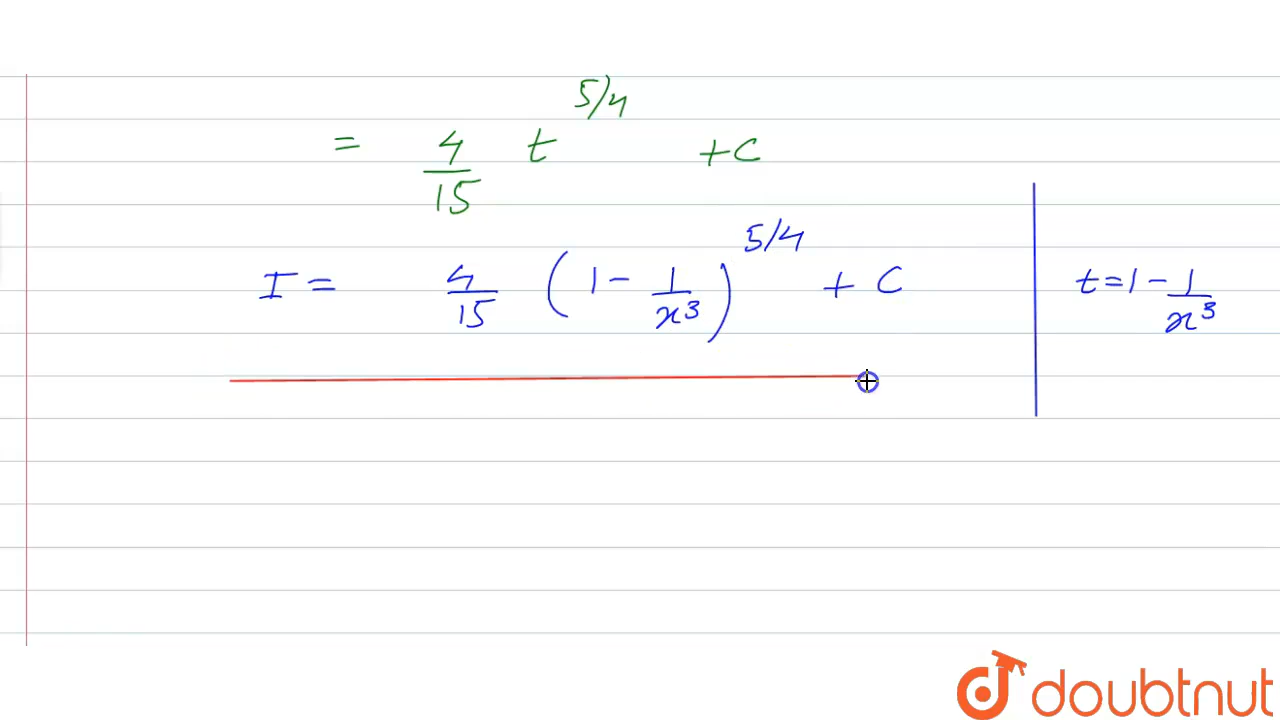 = 4/15 t^5/4 + C
I = 4/15 (1 - 1/x³)^5/4 + C
t = 1 - 1/x³
doubtnut